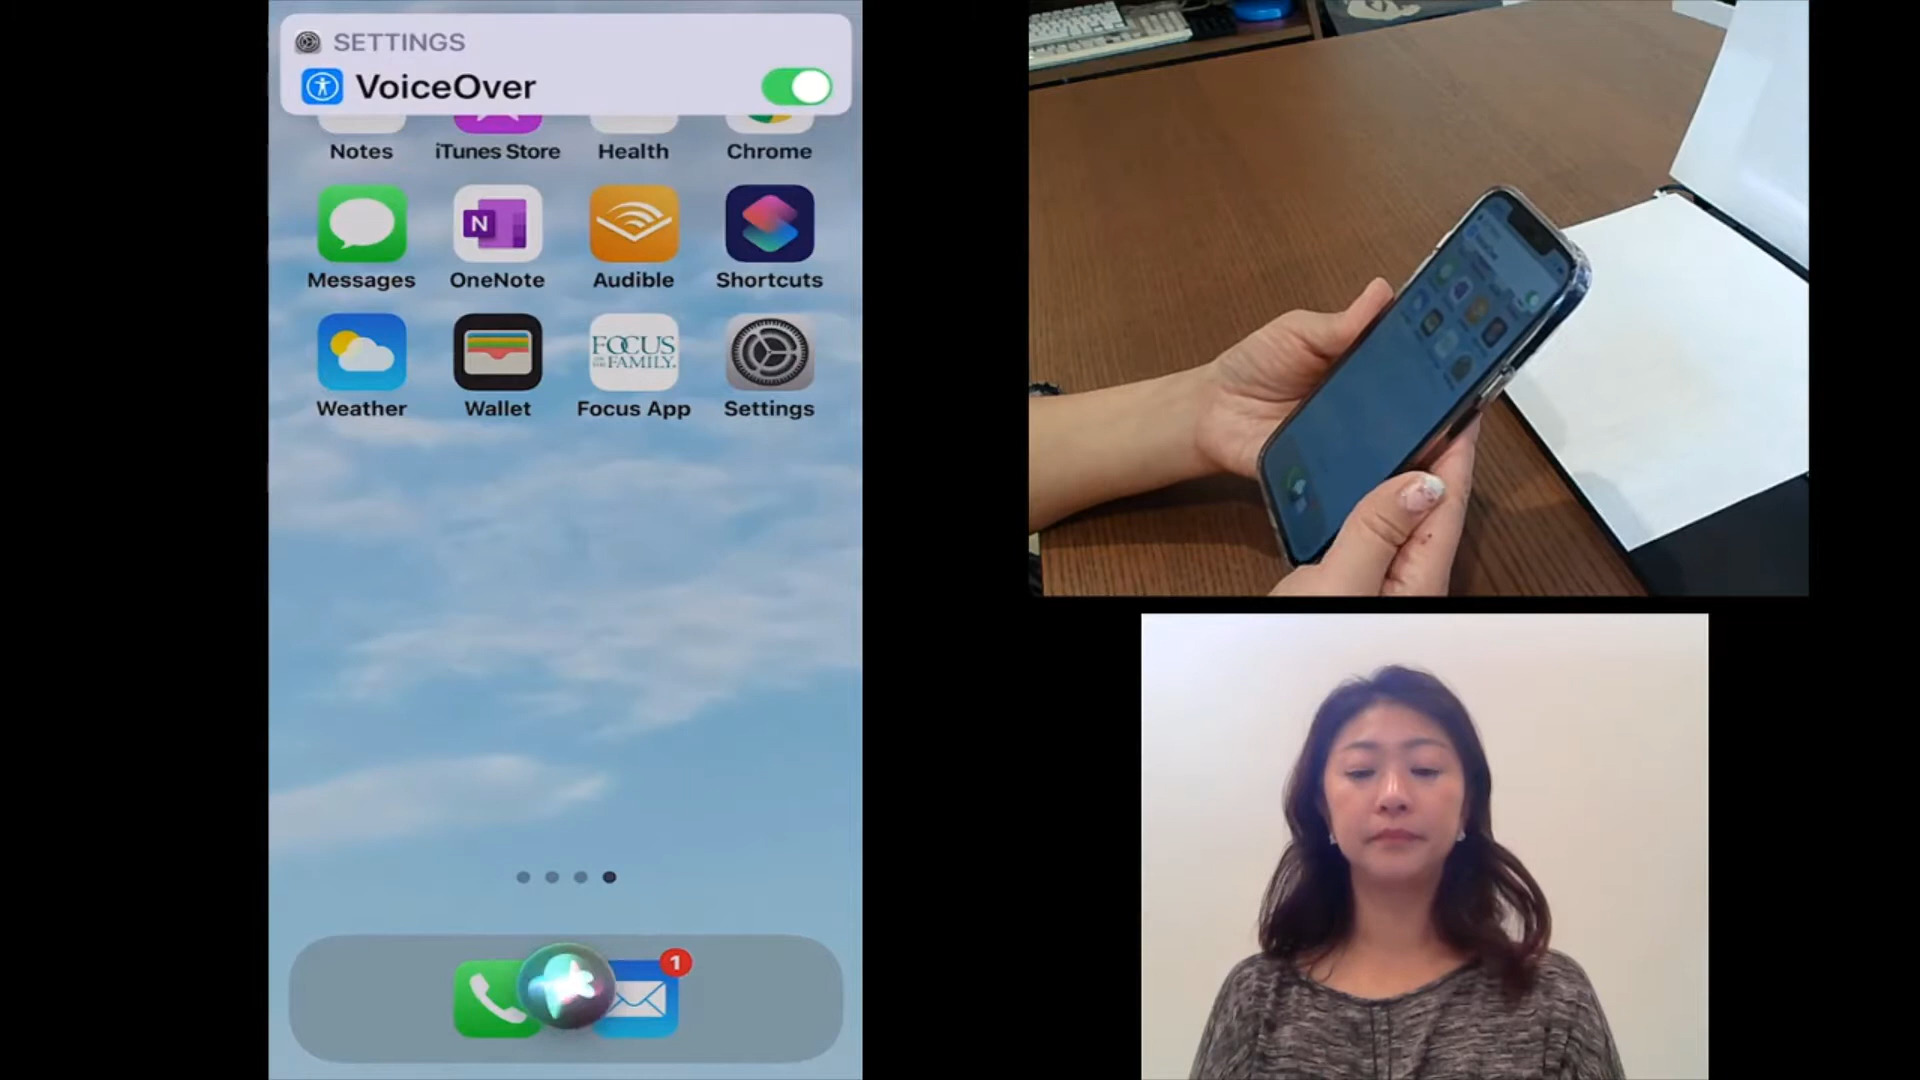 SETTINGS
VoiceOver
Notes
iTunes Store
Health
Chrome
N
Messages
OneNote
Audible
Shortcuts
FOCUS
FAMILY.
Weather
Wallet
Focus App
Settings
1